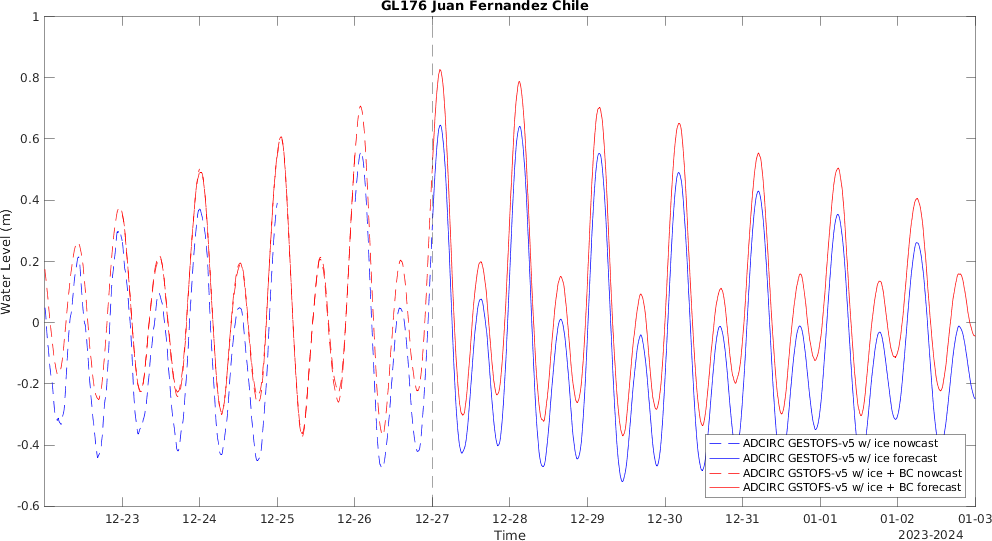 GL176 Juan Fernandez Chile
1
0.8
0.6
0.4
0.2
0
-0.2
-0.4
-0.6
Water Level (m)
ADCIRC GESTOFS-v5 w/ ice nowcast
ADCIRC GESTOFS-v5 w/ ice forecast
ADCIRC GSTOFS-v5 w/ ice + BC nowcast
ADCIRC GSTOFS-v5 w/ ice + BC forecast
12-23 12-24 12-25 12-26 12-27 12-28 12-29 12-30 12-31 01-01 01-02 01-03
Time
2023-2024